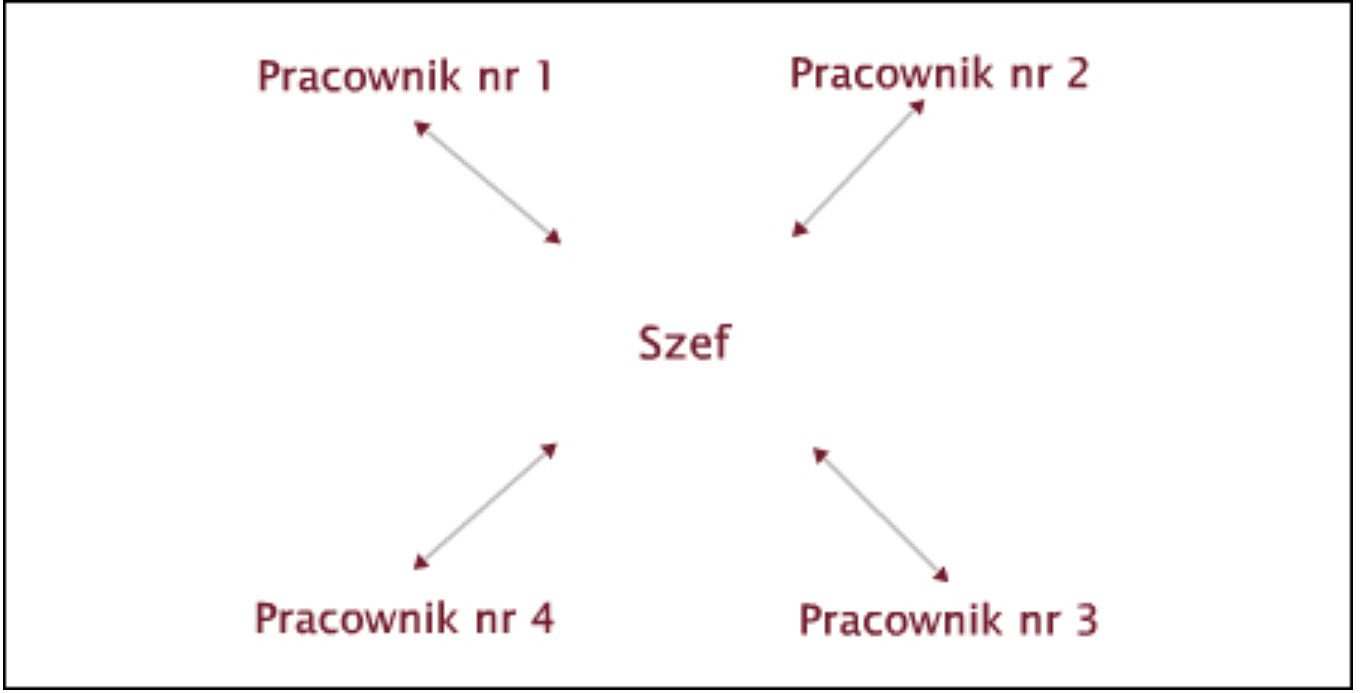 Pracownik nr 1
Pracownik nr 2
Szef
Pracownik nr 4
Pracownik nr 3